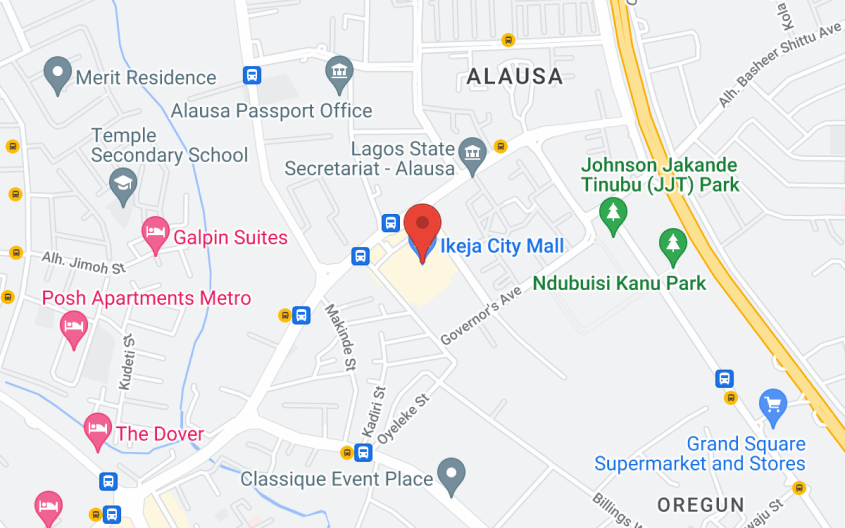 Kola
Alh. Basheer Shittu Ave
ALAUSA
Merit Residence
Alausa Passport Office
Temple
Secondary School
Lagos State
Secretariat - Alausa
Johnson Jakande
Tinubu (JJT) Park
Galpin Suites
Ikeja City Mall
Alh. Jimoh St
Ndubuisi Kanu Park
Posh Apartments Metro
Governor's Ave
Makinde St
Kudeti St
Kadiri St
Oyeleke St
The Dover
Grand Square
Supermarket and Stores
Classique Event Place
Billings
OREGUN
waju St